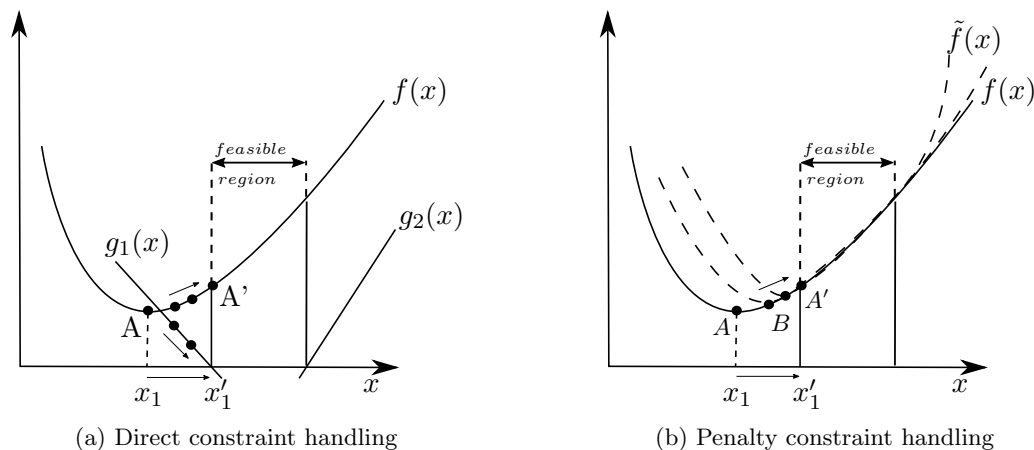 f(x)
feasible
region
g₁(x)
g₂(x)
A
A'
x₁
x′₁
x
(a) Direct constraint handling
f̃(x)
f(x)
feasible
region
A
B
A′
x₁
x′₁
x
(b) Penalty constraint handling